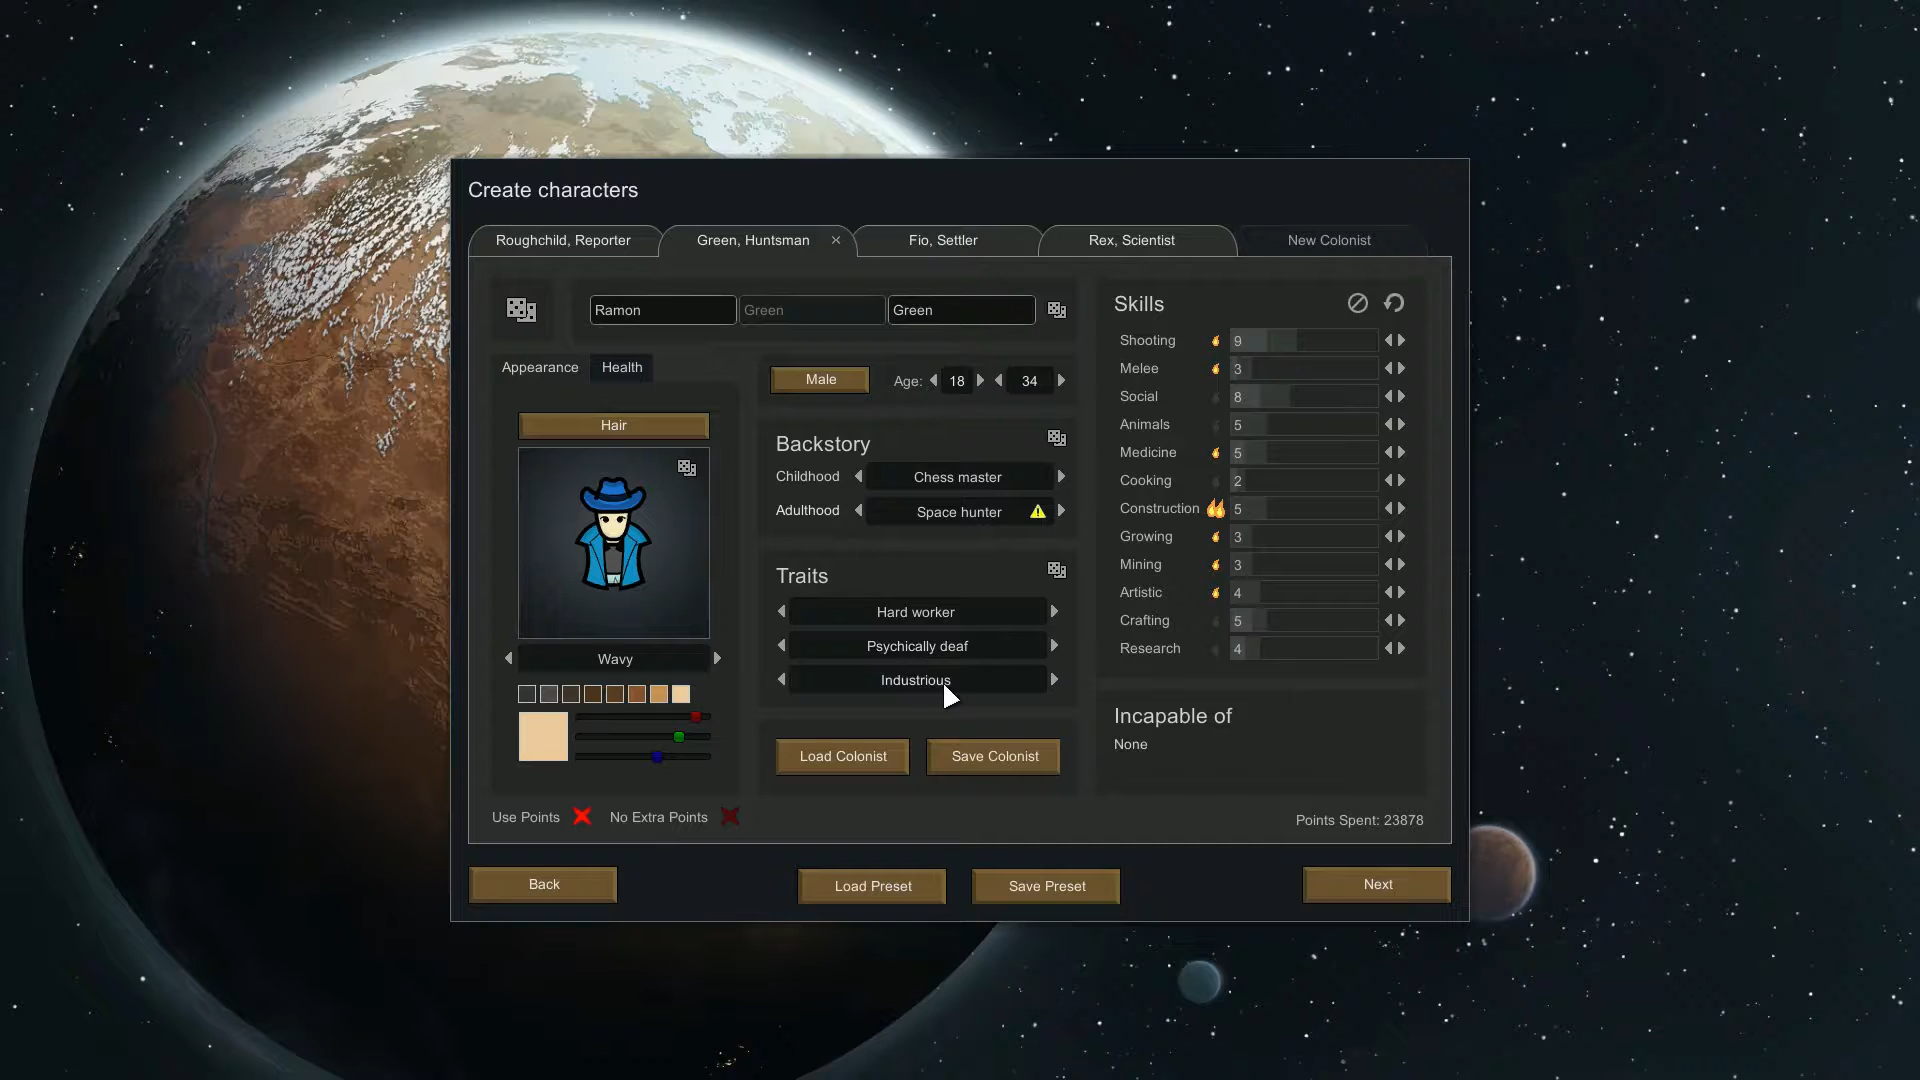 Create characters
Roughchild, Reporter
Green, Huntsman
Fio, Settler
Rex, Scientist
New Colonist
Ramon
Green
Green
Appearance
Health
Male
Age:
18
34
Hair
Backstory
Childhood
Chess master
Adulthood
Space hunter
Traits
Hard worker
Psychically deaf
Industrious
Wavy
Load Colonist
Save Colonist
Skills
Shooting 9
Melee 3
Social 8
Animals 5
Medicine 5
Cooking 2
Construction 5
Growing 3
Mining 3
Artistic 4
Crafting 5
Research 4
Incapable of
None
Use Points
No Extra Points
Points Spent: 23878
Back
Load Preset
Save Preset
Next